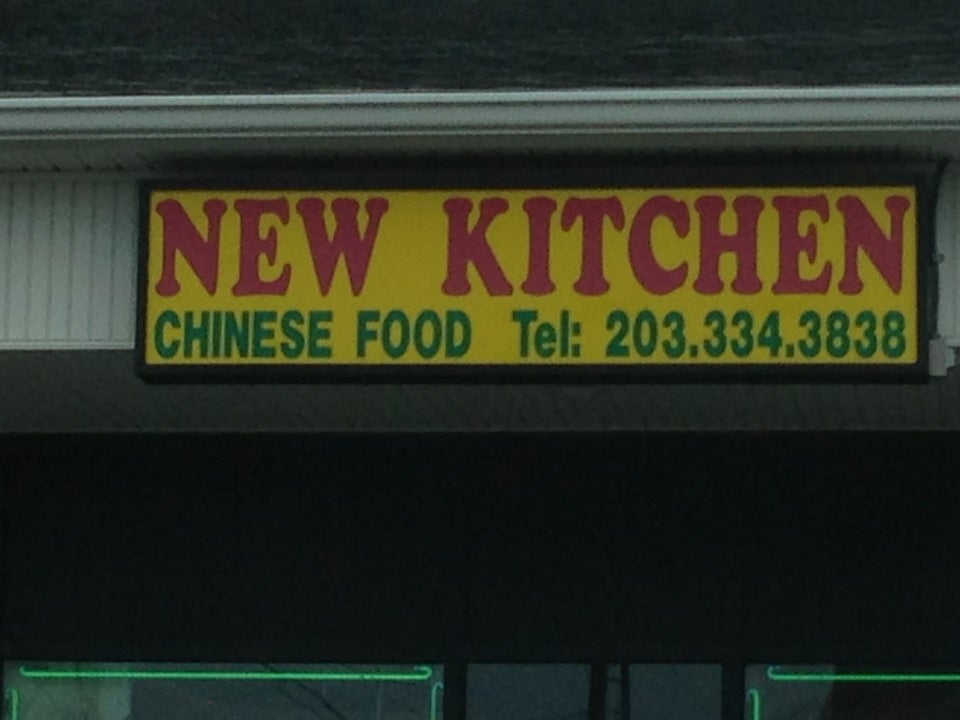 NEW KITCHEN
CHINESE FOOD Tel: 203.334.3838